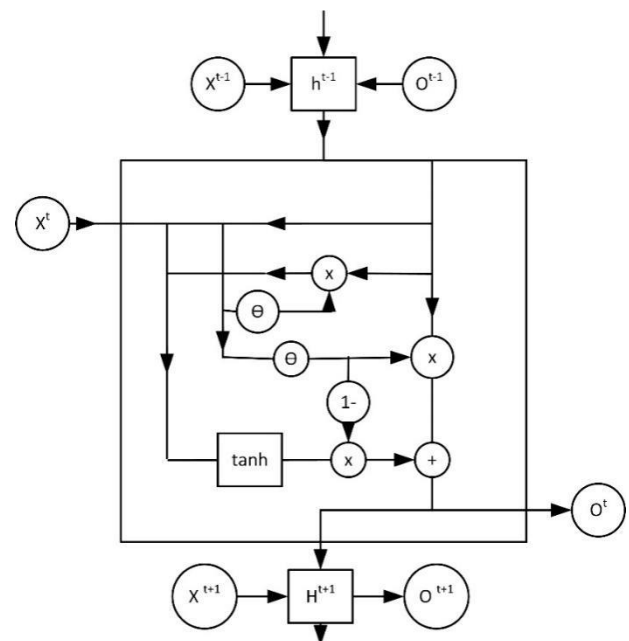 X^t-1 h^t-1 O^t-1
X^t
x
Θ
Θ x
1-
tanh x +
O^t
X^t+1 H^t+1 O^t+1